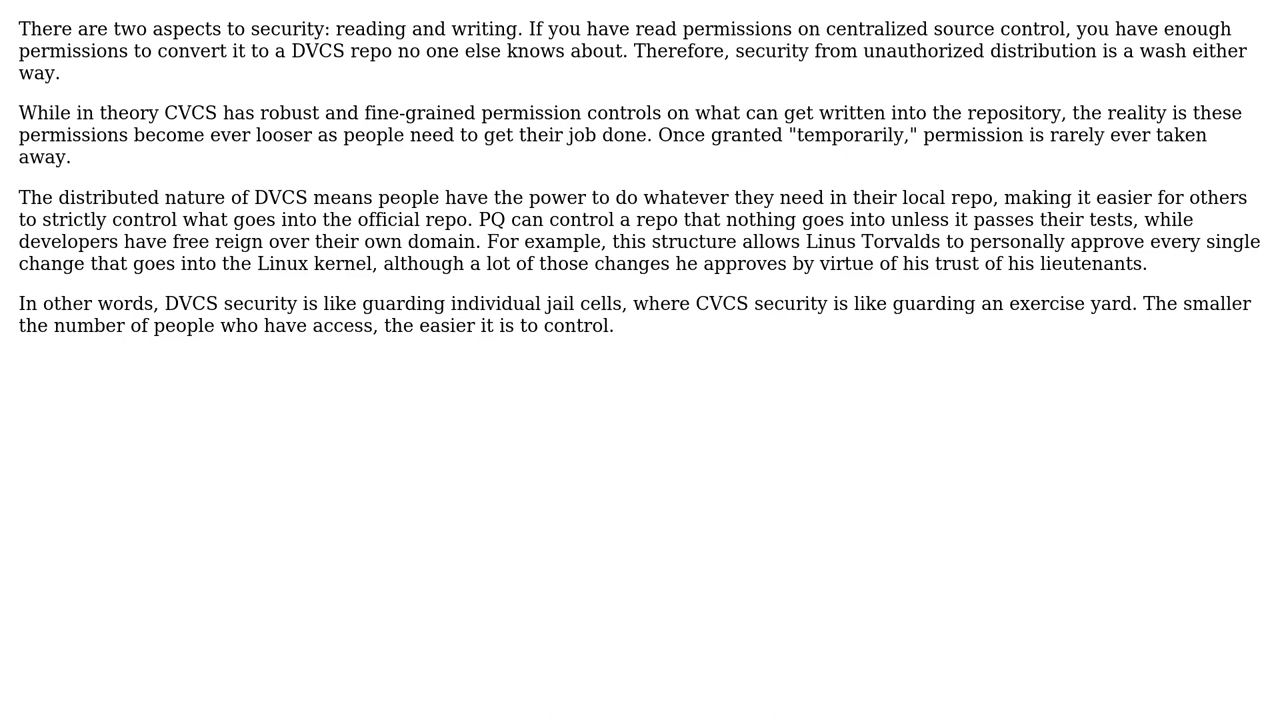 There are two aspects to security: reading and writing. If you have read permissions on centralized source control, you have enough
permissions to convert it to a DVCS repo no one else knows about. Therefore, security from unauthorized distribution is a wash either
way.
While in theory CVCS has robust and fine-grained permission controls on what can get written into the repository, the reality is these
permissions become ever looser as people need to get their job done. Once granted "temporarily," permission is rarely ever taken
away.
The distributed nature of DVCS means people have the power to do whatever they need in their local repo, making it easier for others
to strictly control what goes into the official repo. PQ can control a repo that nothing goes into unless it passes their tests, while
developers have free reign over their own domain. For example, this structure allows Linus Torvalds to personally approve every single
change that goes into the Linux kernel, although a lot of those changes he approves by virtue of his trust of his lieutenants.
In other words, DVCS security is like guarding individual jail cells, where CVCS security is like guarding an exercise yard. The smaller
the number of people who have access, the easier it is to control.